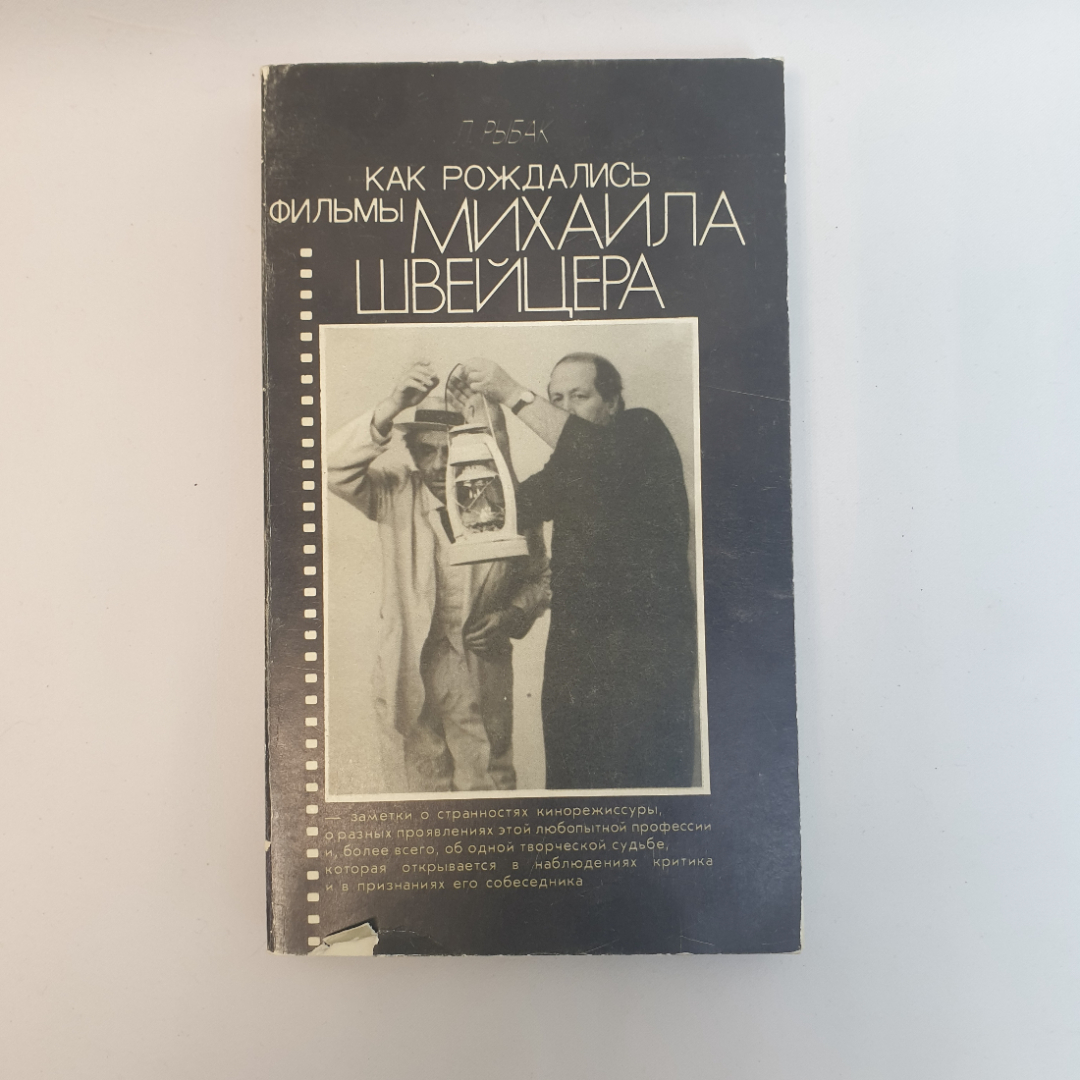 Л. РЫБАК
КАК РОЖДАЛИСЬ
ФИЛЬМЫ МИХАИЛА
ШВЕЙЦЕРА
— заметки о странностях кинорежиссуры,
о разных проявлениях этой любопытной профессии
и, более всего, об одной творческой судьбе,
которая открывается в наблюдениях критика
и в признаниях его собеседника